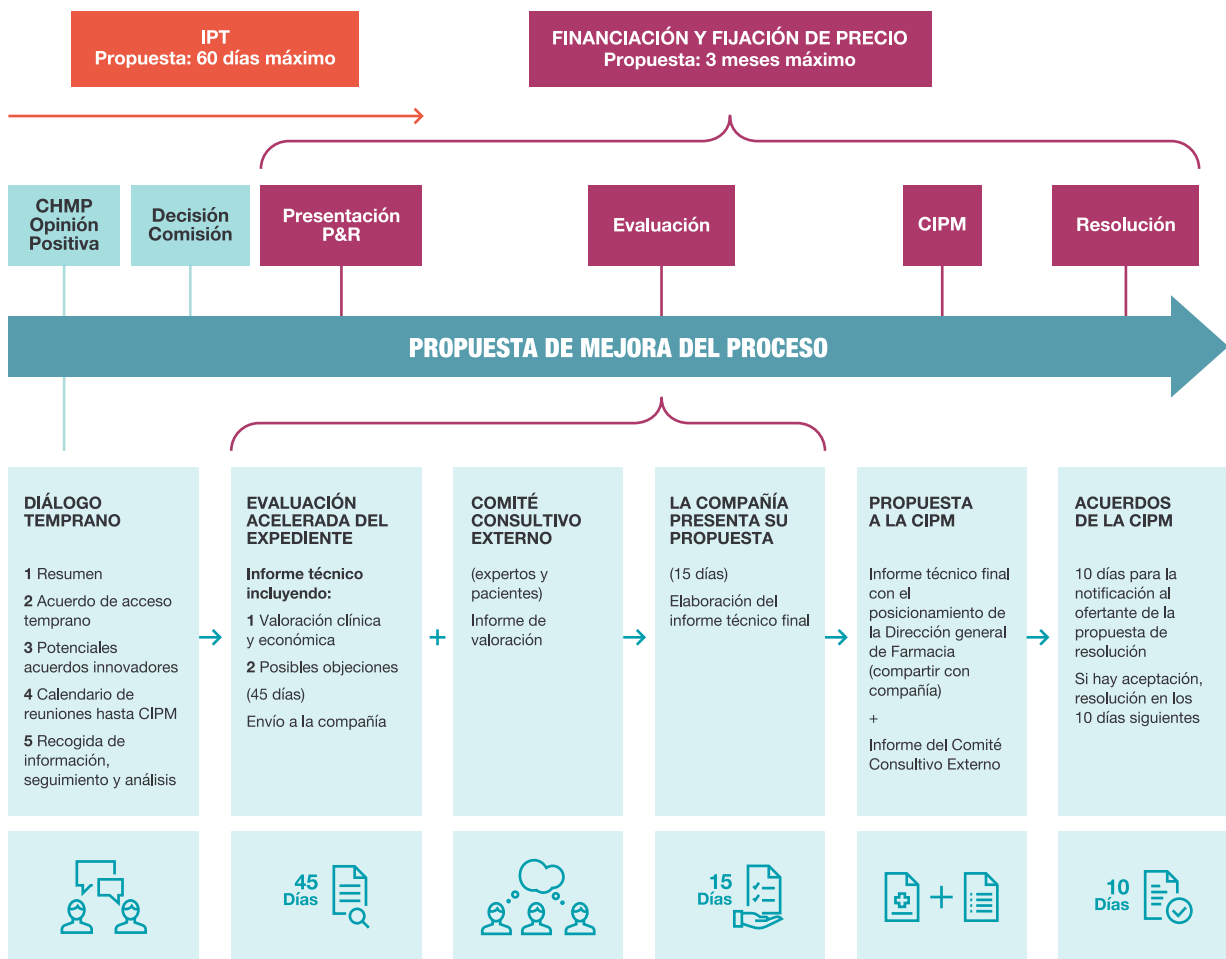 IPT
Propuesta: 60 días máximo
FINANCIACIÓN Y FIJACIÓN DE PRECIO
Propuesta: 3 meses máximo
CHMP
Opinión
Positiva
Decisión
Comisión
Presentación
P&R
Evaluación
CIPM
Resolución
PROPUESTA DE MEJORA DEL PROCESO
DIÁLOGO
TEMPRANO
1 Resumen
2 Acuerdo de acceso
temprano
3 Potenciales
acuerdos innovadores
4 Calendario de
reuniones hasta CIPM
5 Recogida de
información,
seguimiento y análisis
EVALUACIÓN
ACELERADA DEL
EXPEDIENTE
Informe técnico
incluyendo:
1 Valoración clínica
y económica
2 Posibles objeciones
(45 días)
Envío a la compañía
+
COMITÉ
CONSULTIVO
EXTERNO
(expertos y
pacientes)
Informe de
valoración
LA COMPAÑÍA
PRESENTA SU
PROPUESTA
(15 días)
Elaboración del
informe técnico final
PROPUESTA
A LA CIPM
Informe técnico final
con el
posicionamiento de
la Dirección general
de Farmacia
(compartir con
compañía)
+
Informe del Comité
Consultivo Externo
ACUERDOS
DE LA CIPM
10 días para la
notificación al
ofertante de la
propuesta de
resolución
Si hay aceptación,
resolución en los
10 días siguientes
45
Días
15
Días
+
10
Días